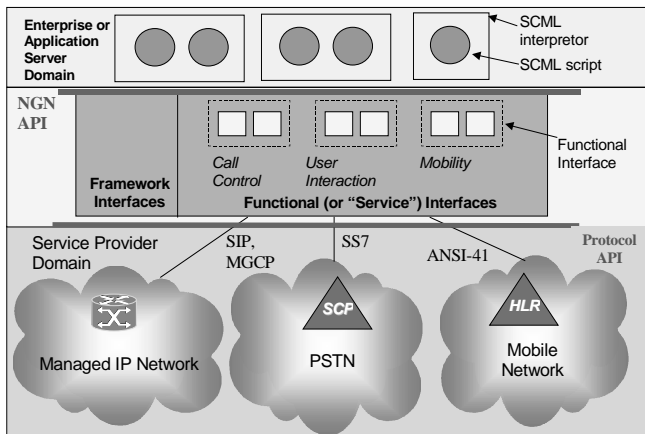 Enterprise or
Application
Server
Domain
SCML
interpretor
SCML script
NGN
API
Functional
Interface
Call
Control
User
Interaction
Mobility
Framework
Interfaces
Functional (or “Service”) Interfaces
Service Provider
Domain
SIP,
MGCP
SS7
ANSI-41
Protocol
API
SCP
HLR
Managed IP Network
PSTN
Mobile
Network